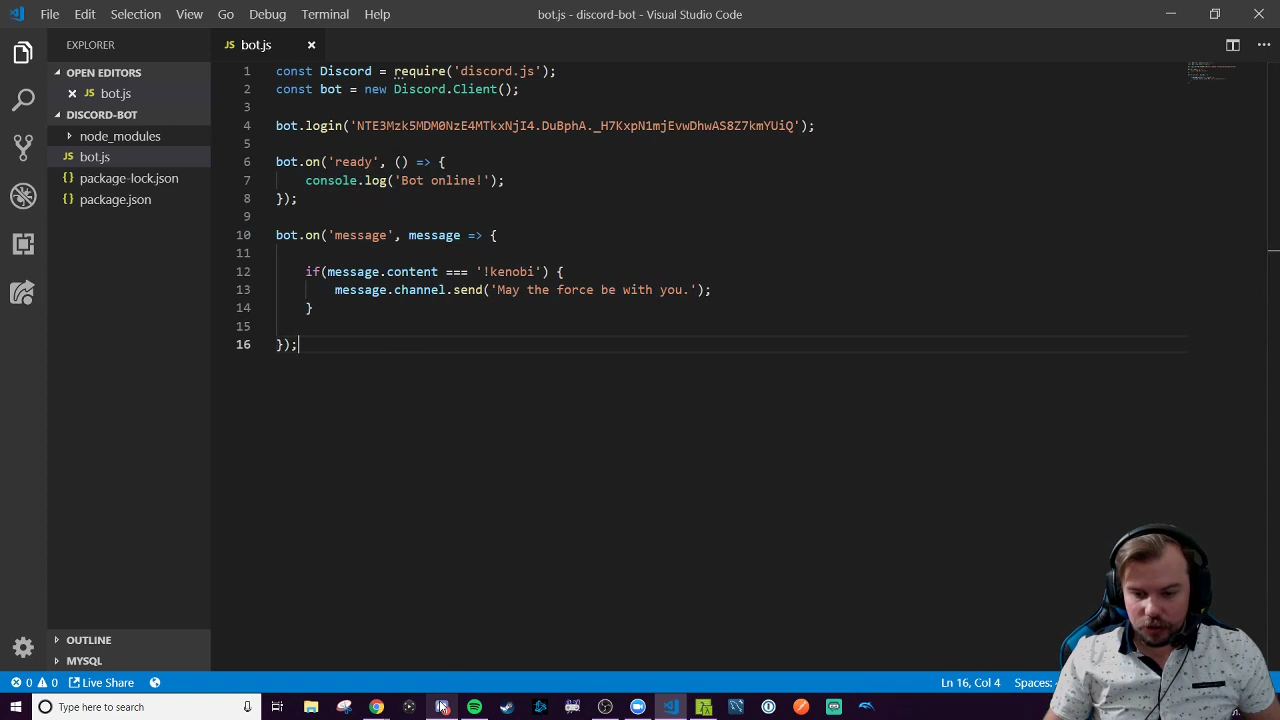 File Edit Selection View Go Debug Terminal Help
bot.js - discord-bot - Visual Studio Code
EXPLORER
OPEN EDITORS
bot.js
DISCORD-BOT
node_modules
JS bot.js
{} package-lock.json
{} package.json
OUTLINE
MYSQL
JS bot.js
1 const Discord = require('discord.js');
2 const bot = new Discord.Client();
3
4 bot.login('NTE3Mzk5MDM0NzE4MTkxNjI4.DuBphA._H7KxpN1mjEvwDhwAS8Z7kmYUiQ');
5
6 bot.on('ready', () => {
7 console.log('Bot online!');
8 });
9
10 bot.on('message', message => {
11
12 if(message.content === '!kenobi') {
13 message.channel.send('May the force be with you.');
14 }
15
16 });
0 0 Live Share
Ln 16, Col 4 Spaces:
Type here to search